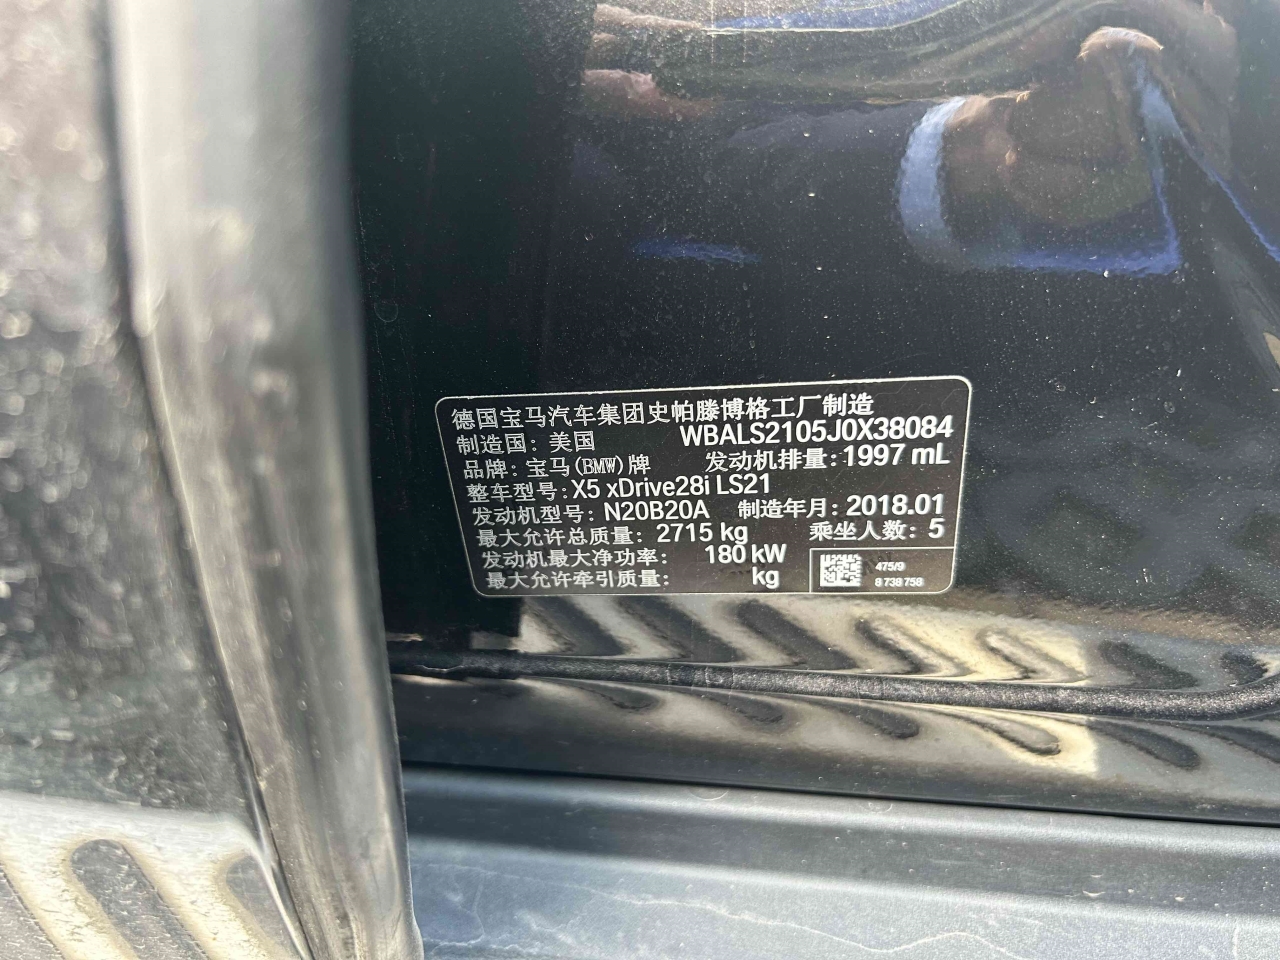 德国宝马汽车集团史帕滕博格工厂制造
制造国: 美国 WBALS2105J0X38084
品牌: 宝马(BMW)牌 发动机排量: 1997 mL
整车型号: X5 xDrive28i LS21
发动机型号: N20B20A 制造年月: 2018.01
最大允许总质量: 2715 kg 乘坐人数: 5
发动机最大净功率: 180 kW
最大允许牵引质量: kg
475/9
8 738 758